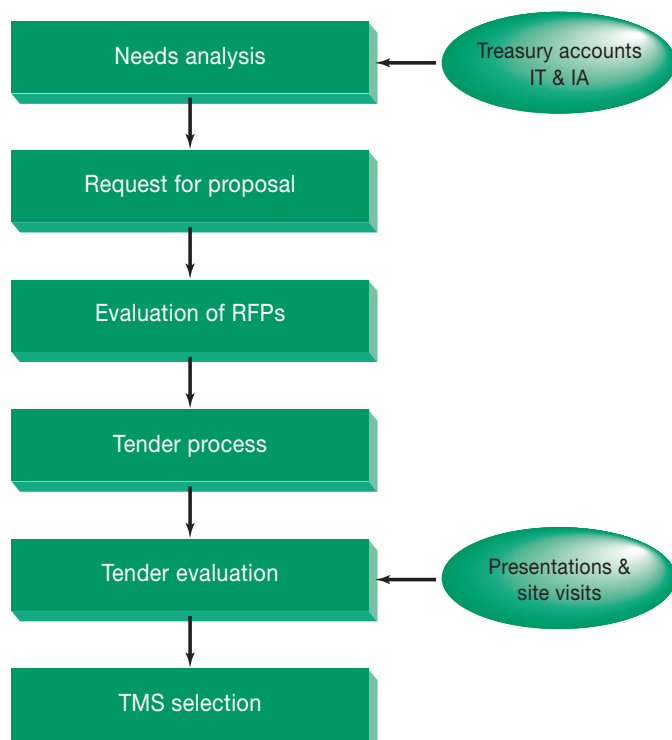 Needs analysis
Treasury accounts
IT & IA
Request for proposal
Evaluation of RFPs
Tender process
Tender evaluation
Presentations &
site visits
TMS selection